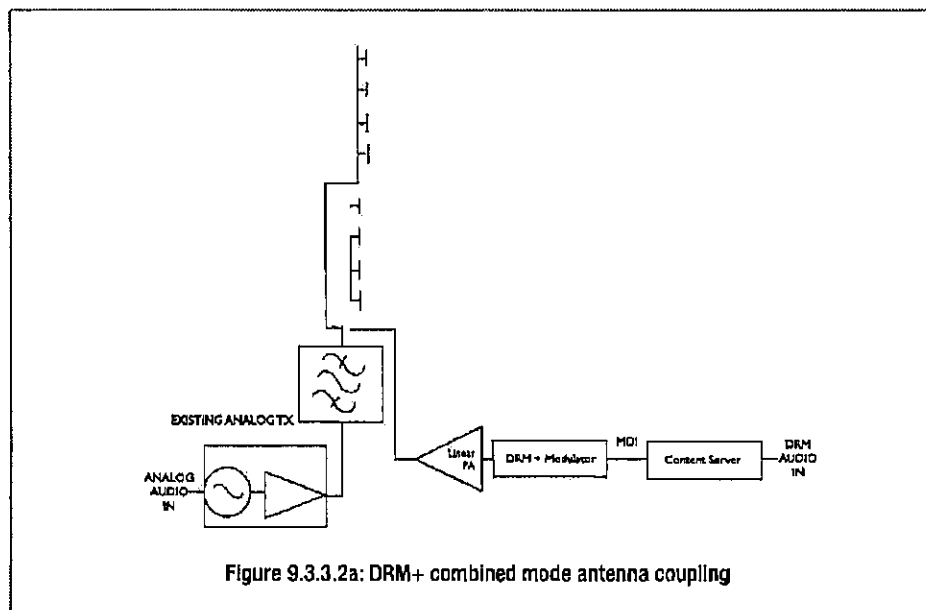 EXISTING ANALOG TX
ANALOG
AUDIO
IN
Linear
PA
DRM + Modulator
MDI
Content Server
DRM
AUDIO
IN
Figure 9.3.3.2a: DRM+ combined mode antenna coupling